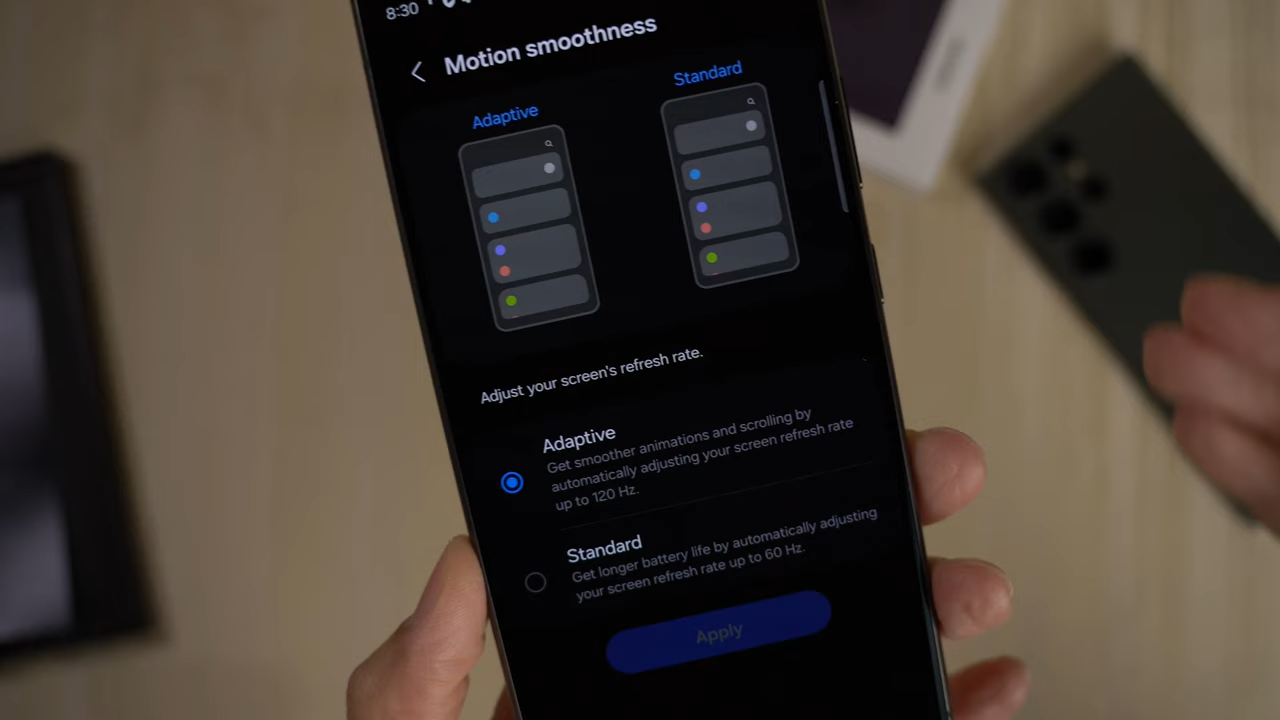 8:30
Motion smoothness
Adaptive
Standard
Adjust your screen's refresh rate.
Adaptive
Get smoother animations and scrolling by
automatically adjusting your screen refresh rate
up to 120 Hz.
Standard
Get longer battery life by automatically adjusting
your screen refresh rate up to 60 Hz.
Apply